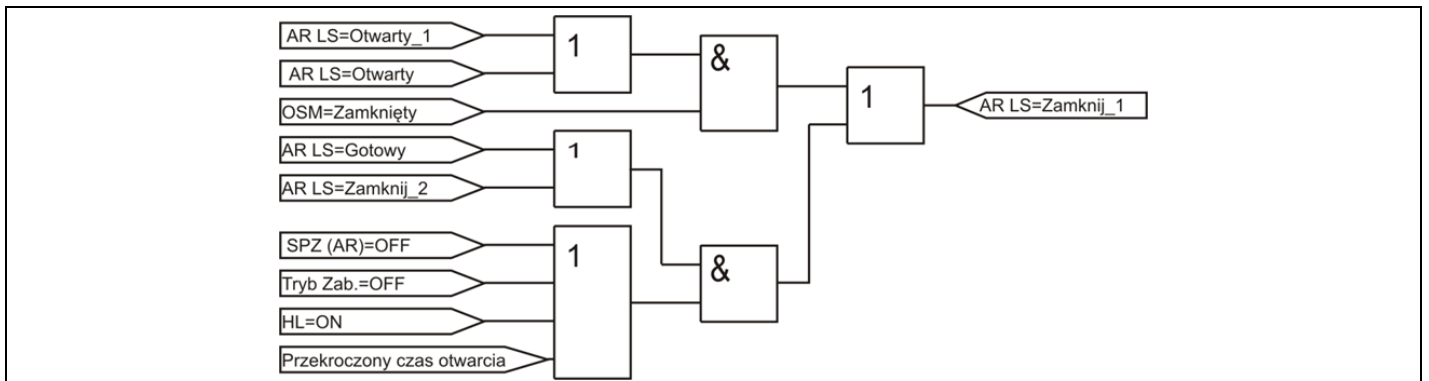 AR LS=Otwarty_1
1
AR LS=Otwarty
&
OSM=Zamknięty
1
AR LS=Zamknij_1
AR LS=Gotowy
1
AR LS=Zamknij_2
SPZ (AR)=OFF
1
Tryb Zab.=OFF
&
HL=ON
Przekroczony czas otwarcia